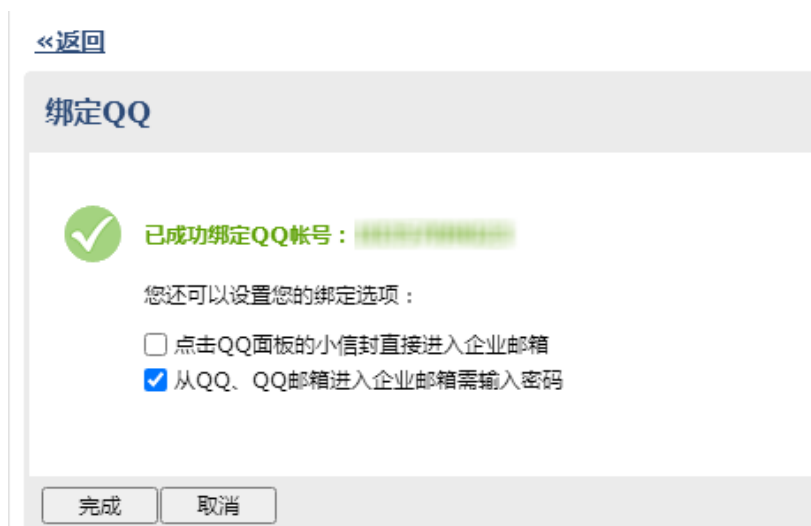 «返回
绑定QQ
已成功绑定QQ帐号：
您还可以设置您的绑定选项：
点击QQ面板的小信封直接进入企业邮箱
从QQ、QQ邮箱进入企业邮箱需输入密码
完成 取消